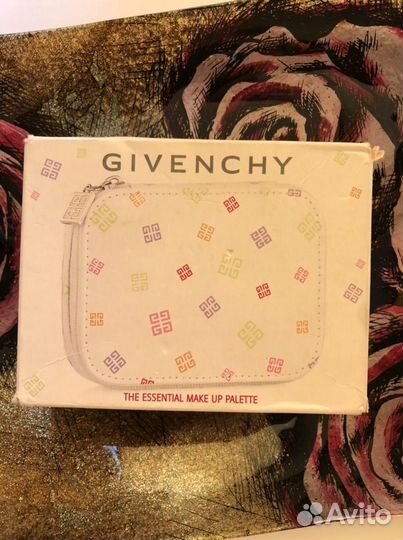 GIVENCHY
THE ESSENTIAL MAKE UP PALETTE
Avito